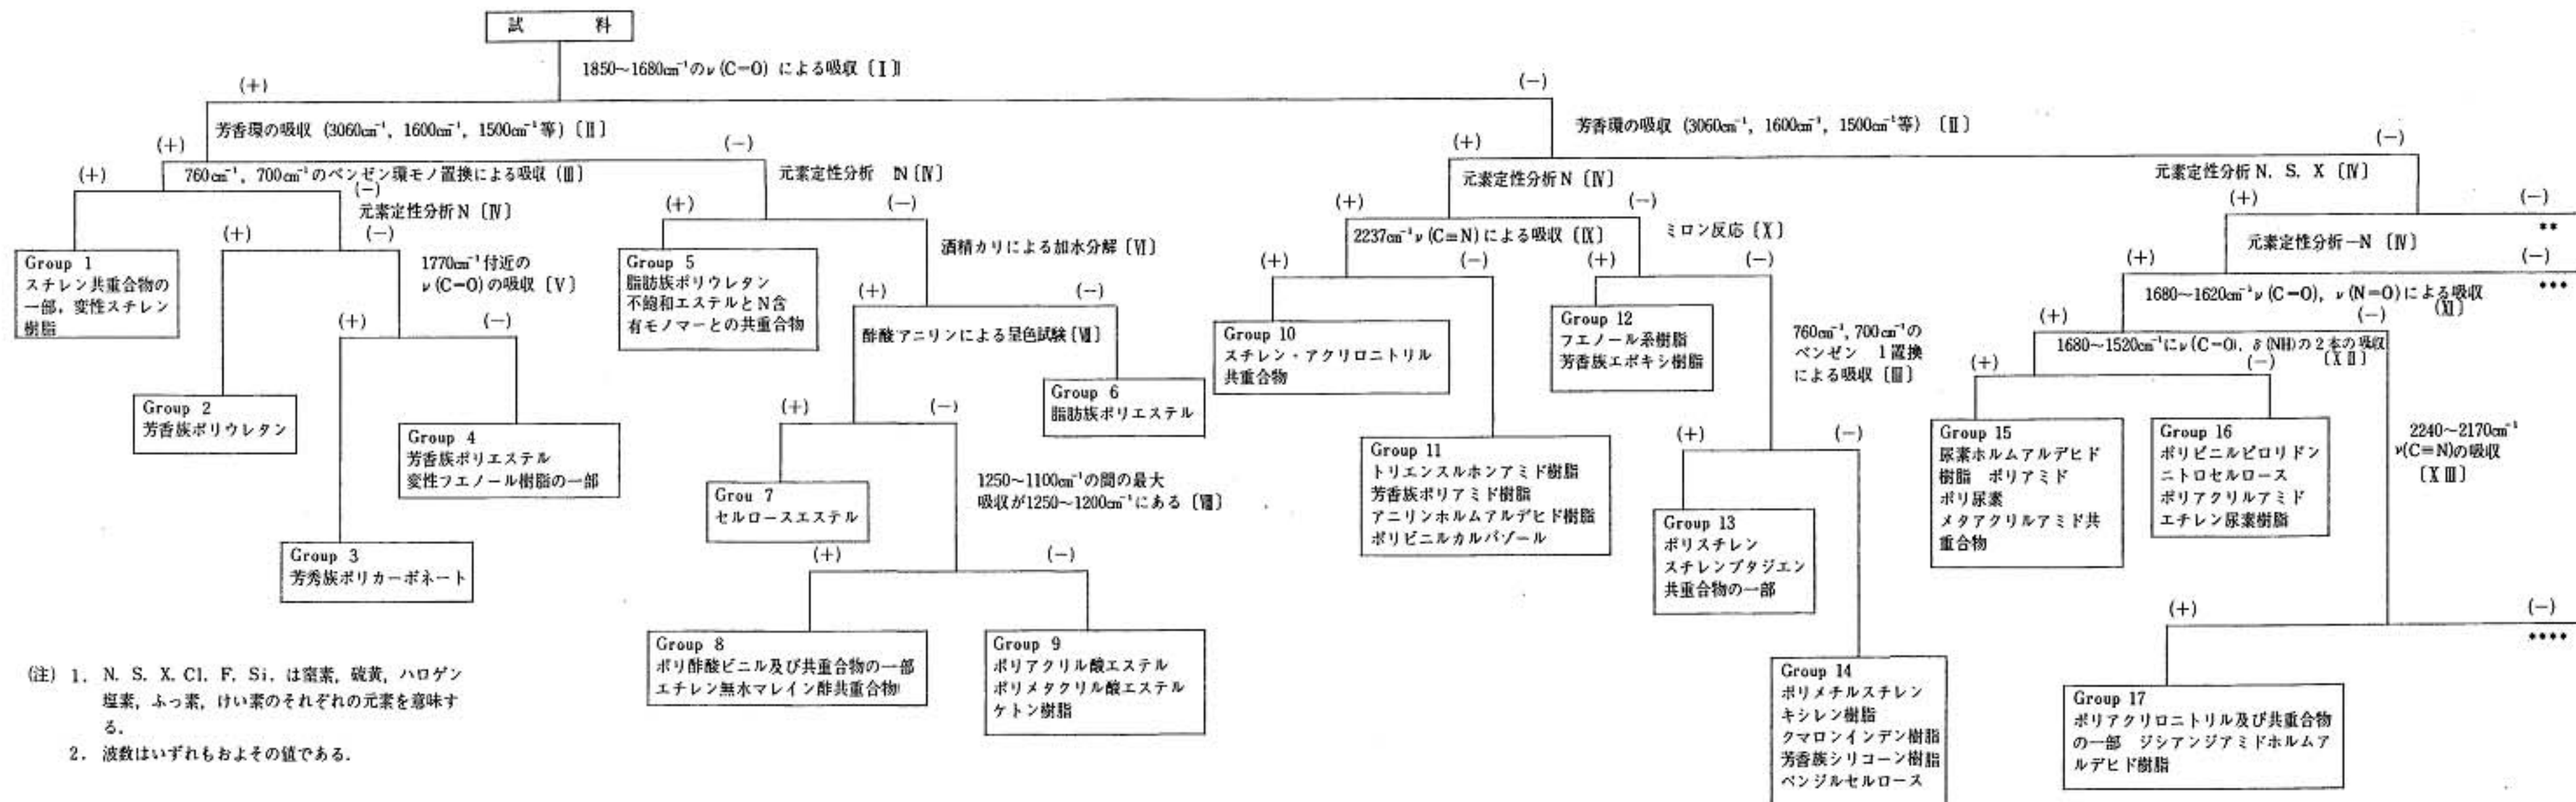 試 料
1850~1680cm⁻¹のν(C=O) による吸収〔Ⅰ〕
(+)
(-)
芳香環の吸収 (3060cm⁻¹, 1600cm⁻¹, 1500cm⁻¹等)〔Ⅱ〕
(+)
(-)
760cm⁻¹, 700cm⁻¹のベンゼン環モノ置換による吸収〔Ⅲ〕
(+)
(-)
Group 1
スチレン共重合物の
一部, 変性スチレン
樹脂
元素定性分析N〔Ⅳ〕
(+)
(-)
Group 2
芳香族ポリウレタン
1770cm⁻¹付近の
ν(C=O)の吸収〔Ⅴ〕
(+)
(-)
Group 3
芳秀族ポリカーボネート
Group 4
芳香族ポリエステル
変性フエノール樹脂の一部
元素定性分析 N〔Ⅳ〕
(+)
(-)
Group 5
脂肪族ポリウレタン
不飽和エステルとN含
有モノマーとの共重合物
酒精カリによる加水分解〔Ⅵ〕
(+)
(-)
Group 6
脂肪族ポリエステル
酢酸アニリンによる呈色試験〔Ⅶ〕
(+)
(-)
Grou 7
セルロースエステル
1250~1100cm⁻¹の間の最大
吸収が1250~1200cm⁻¹にある〔Ⅷ〕
(+)
(-)
Group 8
ポリ酢酸ビニル及び共重合物の一部
エチレン無水マレイン酢共重合物
Group 9
ポリアクリル酸エステル
ポリメタクリル酸エステル
ケトン樹脂
芳香環の吸収 (3060cm⁻¹, 1600cm⁻¹, 1500cm⁻¹等)〔Ⅱ〕
(+)
(-)
元素定性分析N〔Ⅳ〕
(+)
(-)
2237cm⁻¹ν(C≡N)による吸収〔Ⅸ〕
(+)
(-)
Group 10
スチレン・アクリロニトリル
共重合物
Group 11
トリエンスルホンアミド樹脂
芳香族ポリアミド樹脂
アニリンホルムアルデヒド樹脂
ポリビニルカルバゾール
ミロン反応〔Ⅹ〕
(+)
(-)
Group 12
フエノール系樹脂
芳香族エポキシ樹脂
760cm⁻¹, 700cm⁻¹の
ベンゼン 1置換
による吸収〔Ⅲ〕
(+)
(-)
Group 13
ポリスチレン
スチレンブタジエン
共重合物の一部
Group 14
ポリメチルスチレン
キシレン樹脂
クマロンインデン樹脂
芳香族シリコーン樹脂
ベンジルセルロース
元素定性分析N. S. X〔Ⅳ〕
(+)
(-)
**
元素定性分析-N〔Ⅳ〕
(+)
(-)
***
1680~1620cm⁻¹ν(C=O), ν(N=O)による吸収
〔Ⅺ〕
(+)
(-)
1680~1520cm⁻¹にν(C=O), δ(NH)の2本の吸収
〔ⅩⅡ〕
(+)
(-)
Group 15
尿素ホルムアルデヒド
樹脂 ポリアミド
ポリ尿素
メタアクリルアミド共
重合物
Group 16
ポリビニルピロリドン
ニトロセルロース
ポリアクリルアミド
エチレン尿素樹脂
2240~2170cm⁻¹
ν(C≡N)の吸収
〔ⅩⅢ〕
(+)
(-)
****
Group 17
ポリアクリロニトリル及び共重合物
の一部 ジシアンジアミドホルムア
ルデヒド樹脂
(注) 1. N. S. X. Cl. F. Si. は窒素, 硫黄, ハロゲン
塩素, ふっ素, けい素のそれぞれの元素を意味す
る.
2. 波数はいずれもおよその値である.